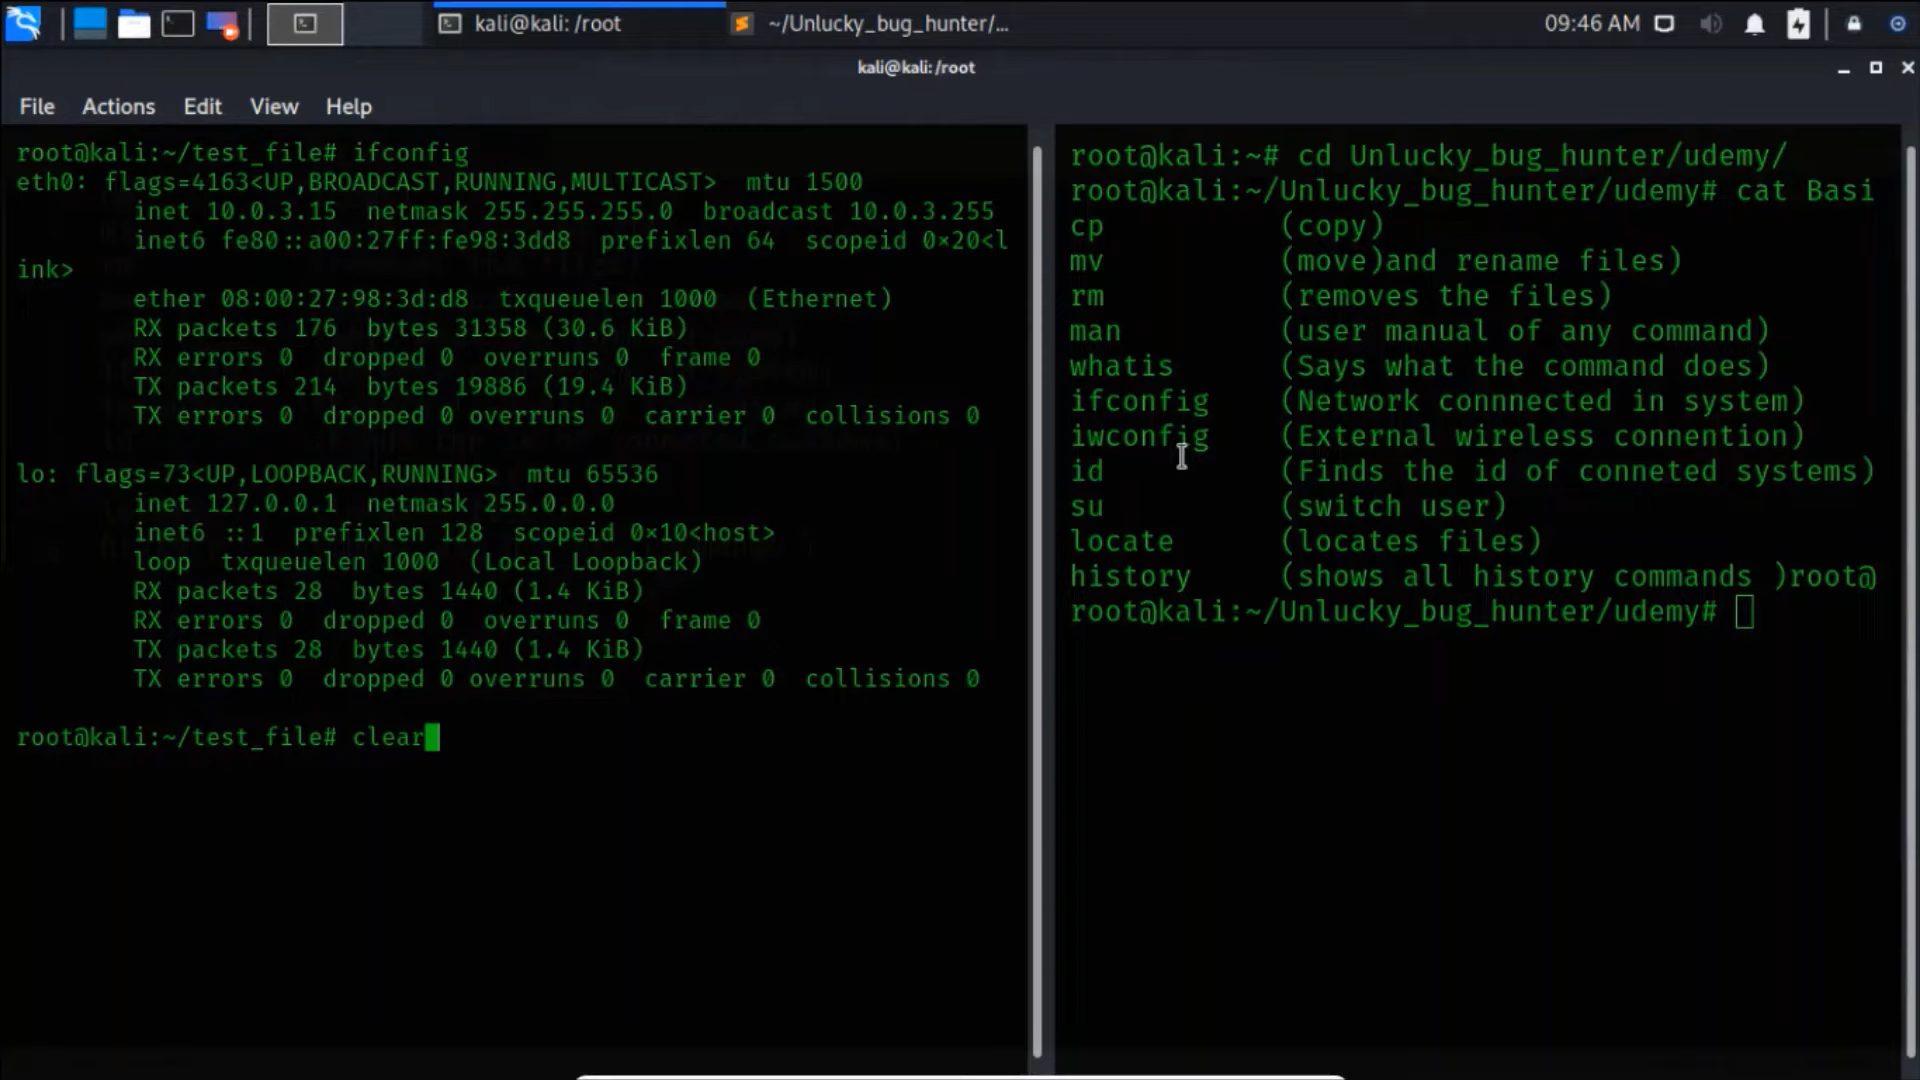 kali@kali: /root
~/Unlucky_bug_hunter/...
09:46 AM
kali@kali:/root
File Actions Edit View Help
root@kali:~/test_file# ifconfig
eth0: flags=4163<UP,BROADCAST,RUNNING,MULTICAST>  mtu 1500
inet 10.0.3.15  netmask 255.255.255.0  broadcast 10.0.3.255
inet6 fe80::a00:27ff:fe98:3dd8  prefixlen 64  scopeid 0×20<l
ink>
ether 08:00:27:98:3d:d8  txqueuelen 1000  (Ethernet)
RX packets 176  bytes 31358 (30.6 KiB)
RX errors 0  dropped 0  overruns 0  frame 0
TX packets 214  bytes 19886 (19.4 KiB)
TX errors 0  dropped 0 overruns 0  carrier 0  collisions 0
lo: flags=73<UP,LOOPBACK,RUNNING>  mtu 65536
inet 127.0.0.1  netmask 255.0.0.0
inet6 ::1  prefixlen 128  scopeid 0×10<host>
loop  txqueuelen 1000  (Local Loopback)
RX packets 28  bytes 1440 (1.4 KiB)
RX errors 0  dropped 0  overruns 0  frame 0
TX packets 28  bytes 1440 (1.4 KiB)
TX errors 0  dropped 0 overruns 0  carrier 0  collisions 0
root@kali:~/test_file# clear
root@kali:~# cd Unlucky_bug_hunter/udemy/
root@kali:~/Unlucky_bug_hunter/udemy# cat Basi
cp (copy)
mv (move)and rename files)
rm (removes the files)
man (user manual of any command)
whatis (Says what the command does)
ifconfig (Network connnected in system)
iwconfig (External wireless connention)
id (Finds the id of conneted systems)
su (switch user)
locate (locates files)
history (shows all history commands )root@
root@kali:~/Unlucky_bug_hunter/udemy#